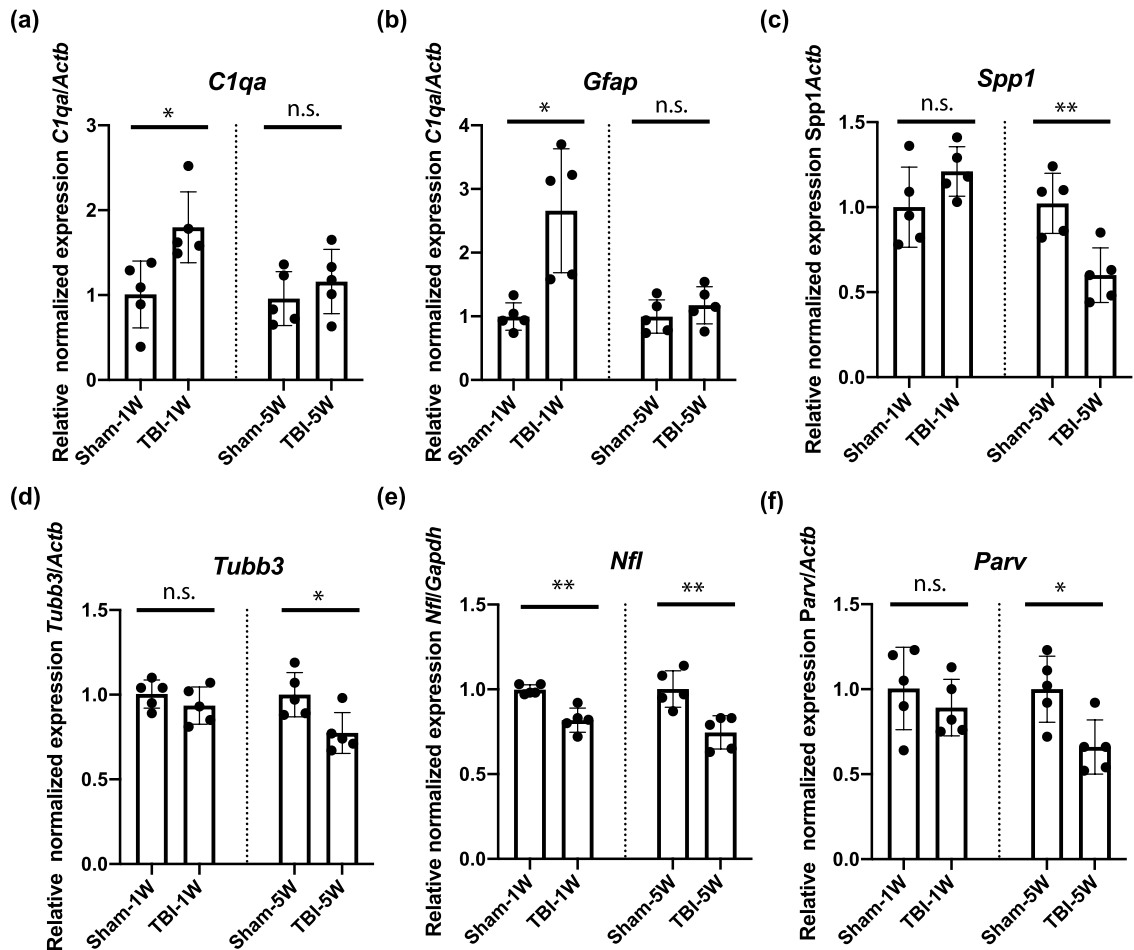 (a)
Relative normalized expression C1qa/Actb
C1qa
*
n.s.
3
2
1
0
Sham-1W
TBI-1W
Sham-5W
TBI-5W
(b)
Relative normalized expression C1qa/Actb
Gfap
*
n.s.
4
3
2
1
0
Sham-1W
TBI-1W
Sham-5W
TBI-5W
(c)
Relative normalized expression Spp1Actb
Spp1
n.s.
**
1.5
1.0
0.5
0.0
Sham-1W
TBI-1W
Sham-5W
TBI-5W
(d)
Relative normalized expression Tubb3/Actb
Tubb3
n.s.
*
1.5
1.0
0.5
0.0
Sham-1W
TBI-1W
Sham-5W
TBI-5W
(e)
Relative normalized expression Nfl/Gapdh
Nfl
**
**
1.5
1.0
0.5
0.0
Sham-1W
TBI-1W
Sham-5W
TBI-5W
(f)
Relative normalized expression Parv/Actb
Parv
n.s.
*
1.5
1.0
0.5
0.0
Sham-1W
TBI-1W
Sham-5W
TBI-5W